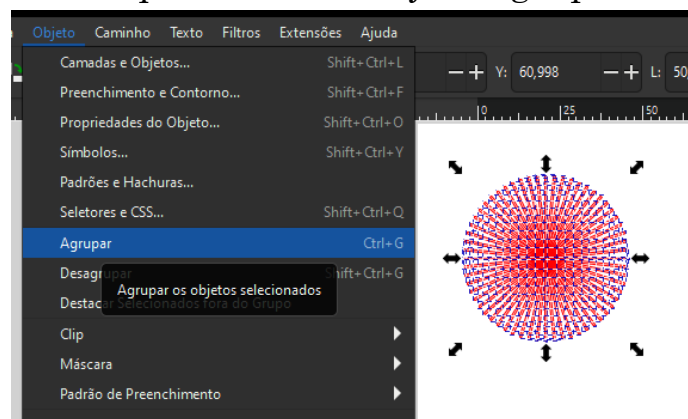 Objeto Caminho Texto Filtros Extensões Ajuda
Camadas e Objetos... Shift+Ctrl+L
Y: 60,998 L: 50
Preenchimento e Contorno... Shift+Ctrl+F
Propriedades do Objeto... Shift+Ctrl+O
0 25 50
Símbolos... Shift+Ctrl+Y
Padrões e Hachuras...
Seletores e CSS... Shift+Ctrl+Q
Agrupar Ctrl+G
Desagrupar Shift+Ctrl+G
Agrupar os objetos selecionados
Destacar Selecionados fora do Grupo
Clip
Máscara
Padrão de Preenchimento